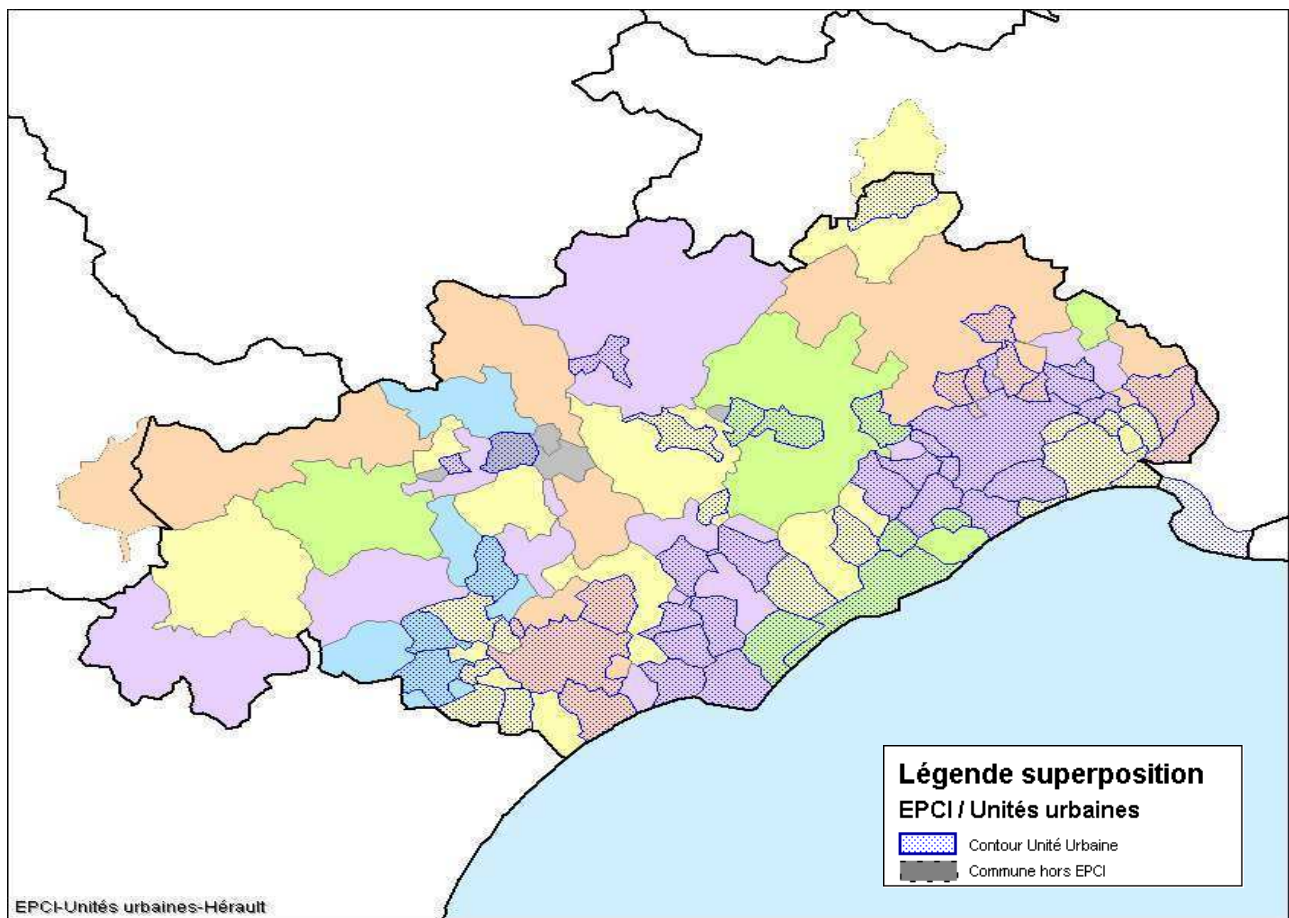 Légende superposition
EPCI / Unités urbaines
Contour Unité Urbaine
Commune hors EPCI
EPCI-Unités urbaines-Hérault